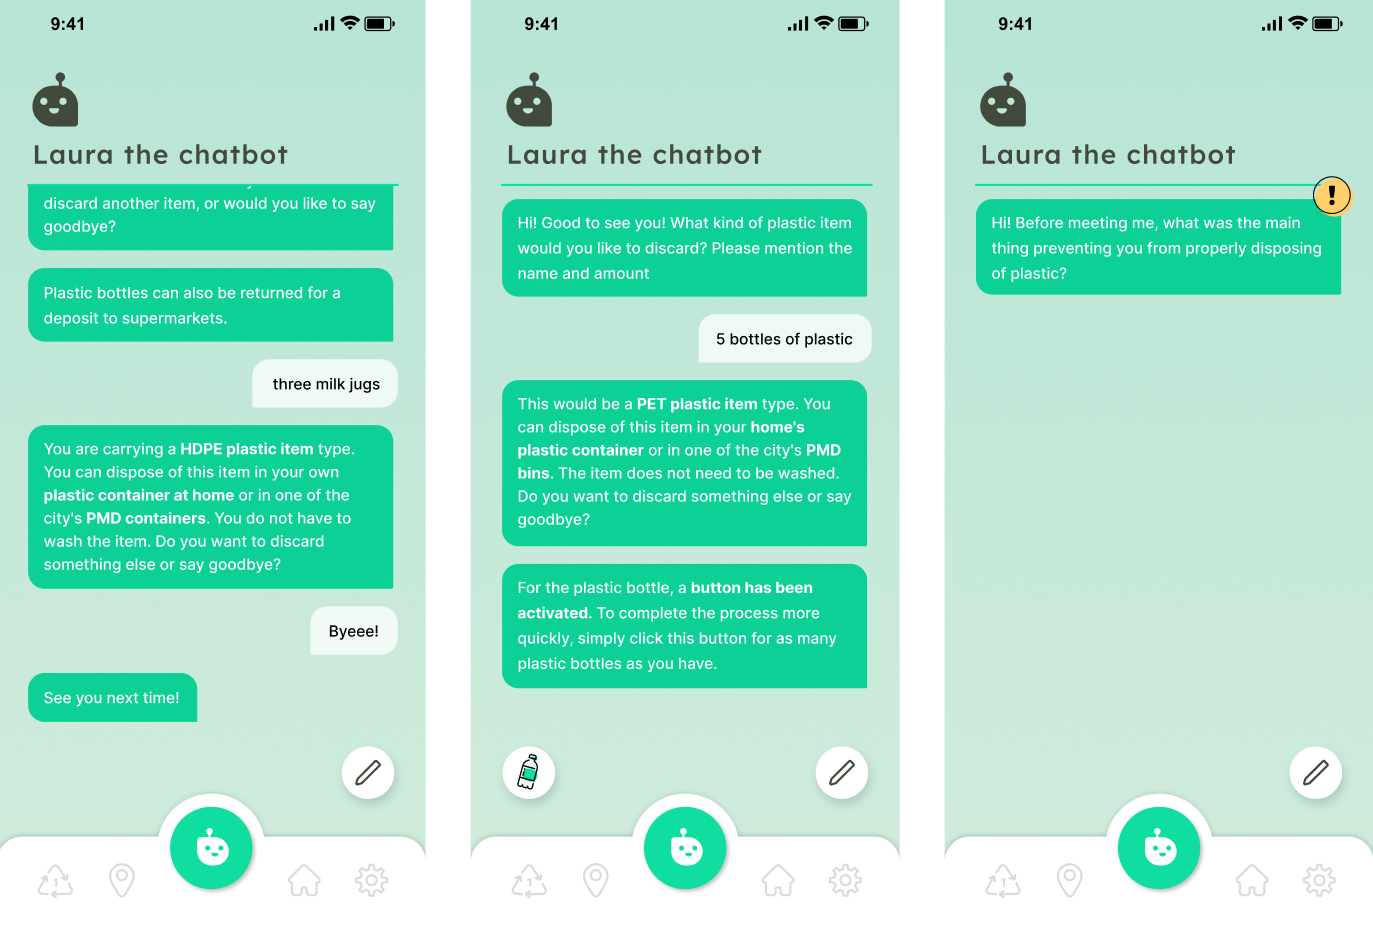 9:41
Laura the chatbot
discard another item, or would you like to say
goodbye?
Plastic bottles can also be returned for a
deposit to supermarkets.
three milk jugs
You are carrying a HDPE plastic item type.
You can dispose of this item in your own
plastic container at home or in one of the
city's PMD containers. You do not have to
wash the item. Do you want to discard
something else or say goodbye?
Byeee!
See you next time!
1
9:41
Laura the chatbot
Hi! Good to see you! What kind of plastic item
would you like to discard? Please mention the
name and amount
5 bottles of plastic
This would be a PET plastic item type. You
can dispose of this item in your home's
plastic container or in one of the city's PMD
bins. The item does not need to be washed.
Do you want to discard something else or say
goodbye?
For the plastic bottle, a button has been
activated. To complete the process more
quickly, simply click this button for as many
plastic bottles as you have.
1
9:41
Laura the chatbot
!
Hi! Before meeting me, what was the main
thing preventing you from properly disposing
of plastic?
1